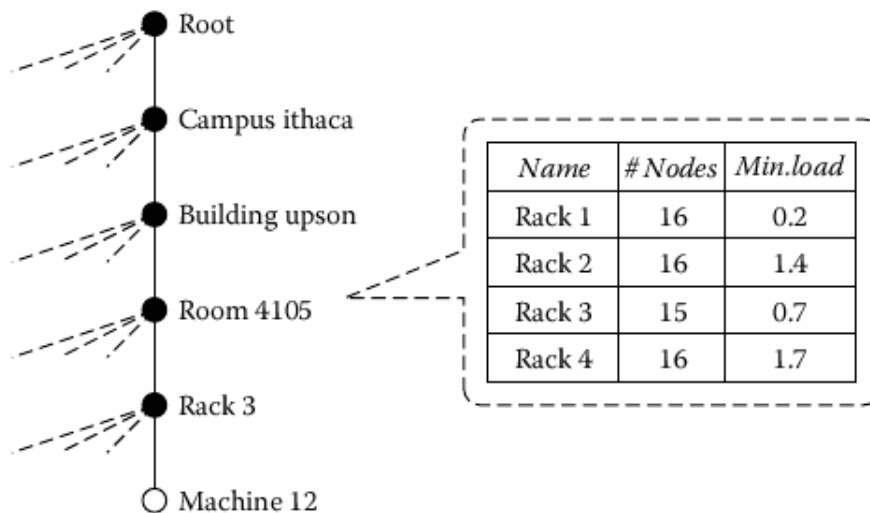 Root
Campus ithaca
Building upson
Room 4105
Rack 3
Machine 12
Name # Nodes Min.load
Rack 1 16 0.2
Rack 2 16 1.4
Rack 3 15 0.7
Rack 4 16 1.7